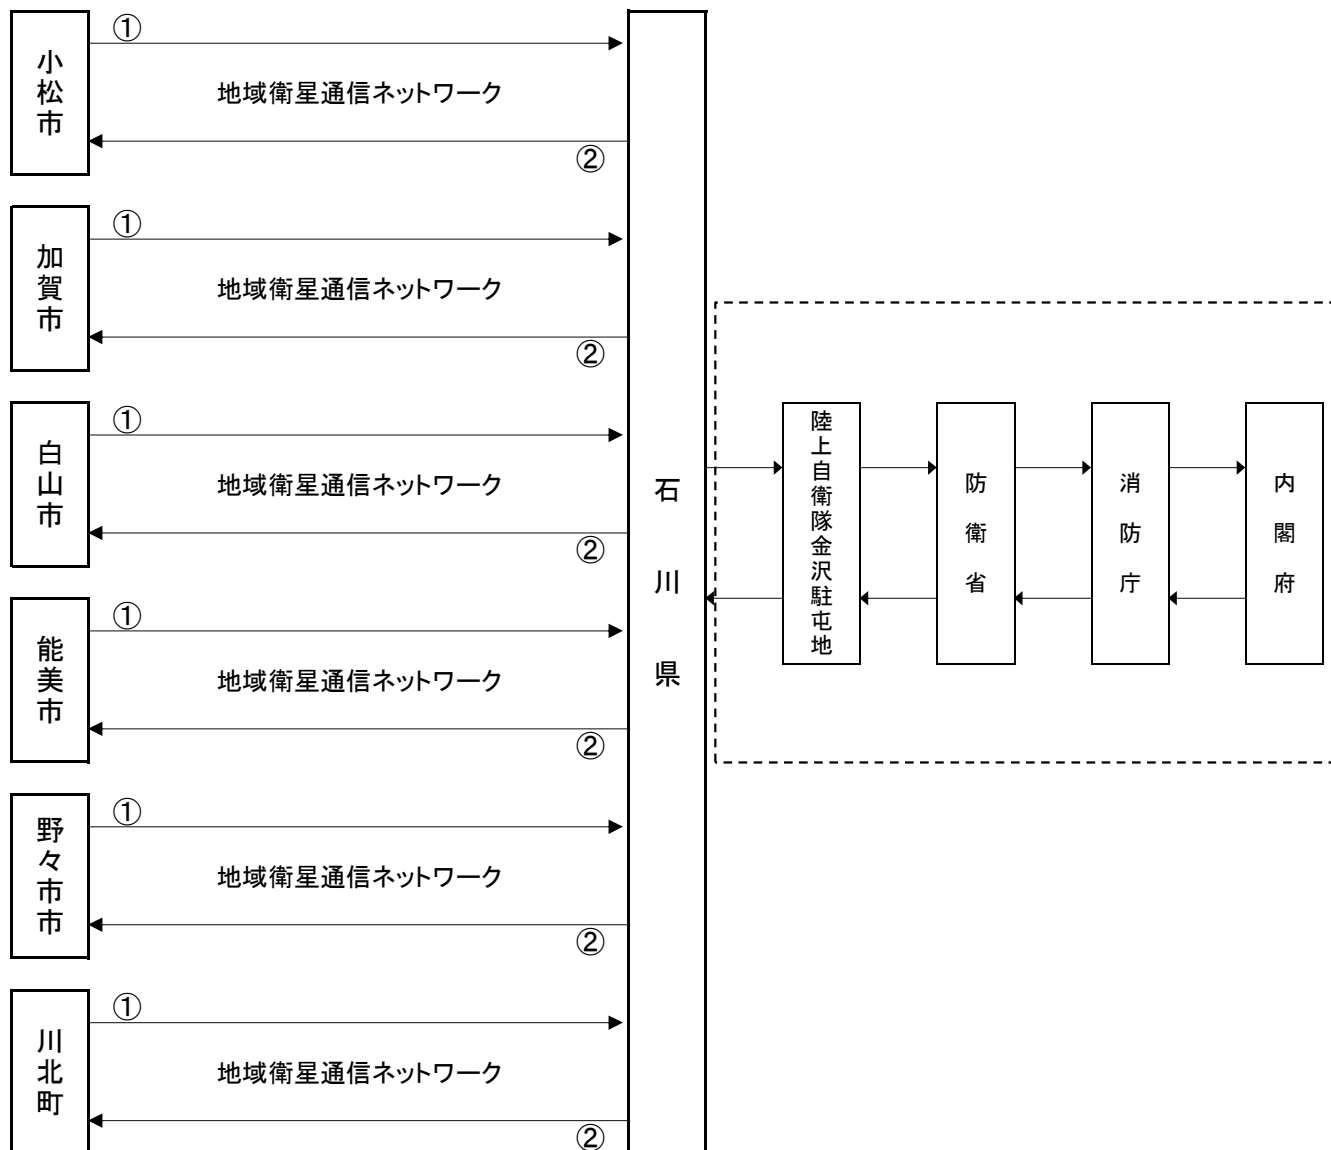 小松市
①
地域衛星通信ネットワーク
②
加賀市
①
地域衛星通信ネットワーク
②
白山市
①
地域衛星通信ネットワーク
②
能美市
①
地域衛星通信ネットワーク
②
野々市市
①
地域衛星通信ネットワーク
②
川北町
①
地域衛星通信ネットワーク
②
石川県
陸上自衛隊金沢駐屯地
防衛省
消防庁
内閣府